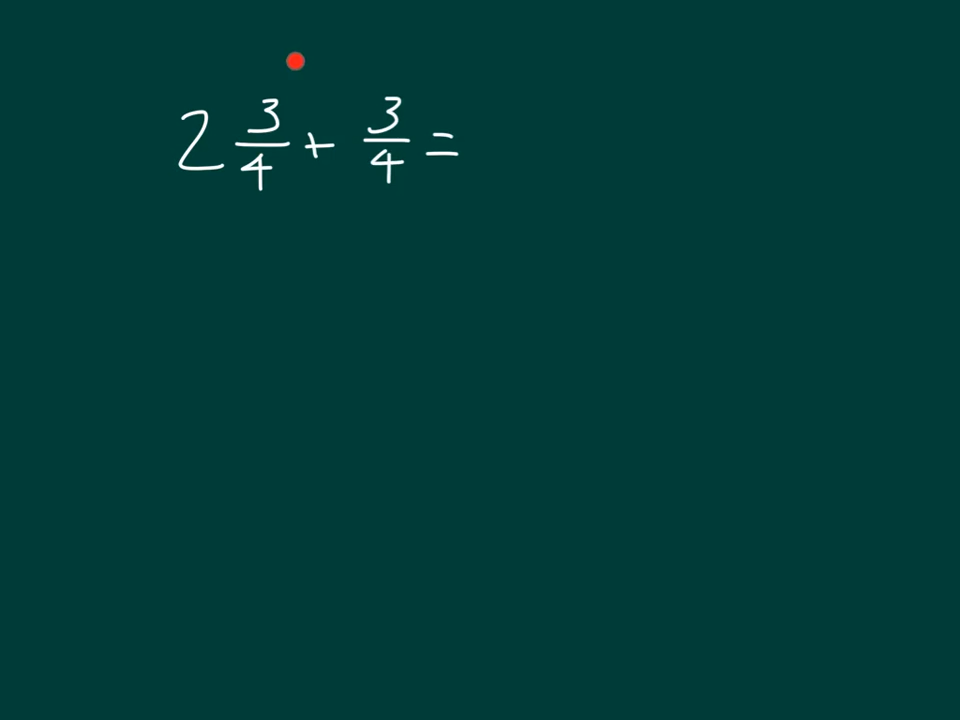 2 3/4 + 3/4 =